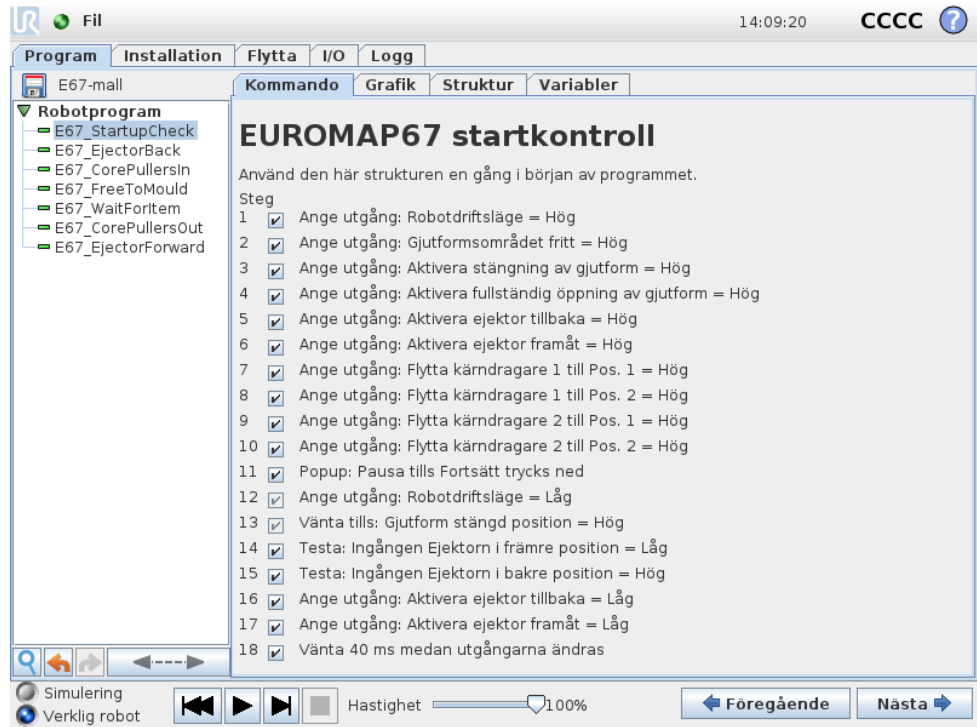 UR Fil 14:09:20 CCCC ?
Program Installation Flytta I/O Logg
E67-mall
Robotprogram
E67_StartupCheck
E67_EjectorBack
E67_CorePullersIn
E67_FreeToMould
E67_WaitForItem
E67_CorePullersOut
E67_EjectorForward
Kommando Grafik Struktur Variabler
EUROMAP67 startkontroll
Använd den här strukturen en gång i början av programmet.
Steg
1 Ange utgång: Robotdriftsläge = Hög
2 Ange utgång: Gjutformsområdet fritt = Hög
3 Ange utgång: Aktivera stängning av gjutform = Hög
4 Ange utgång: Aktivera fullständig öppning av gjutform = Hög
5 Ange utgång: Aktivera ejektor tillbaka = Hög
6 Ange utgång: Aktivera ejektor framåt = Hög
7 Ange utgång: Flytta kärndragare 1 till Pos. 1 = Hög
8 Ange utgång: Flytta kärndragare 1 till Pos. 2 = Hög
9 Ange utgång: Flytta kärndragare 2 till Pos. 1 = Hög
10 Ange utgång: Flytta kärndragare 2 till Pos. 2 = Hög
11 Popup: Pausa tills Fortsätt trycks ned
12 Ange utgång: Robotdriftsläge = Låg
13 Vänta tills: Gjutform stängd position = Hög
14 Testa: Ingången Ejektorn i främre position = Låg
15 Testa: Ingången Ejektorn i bakre position = Hög
16 Ange utgång: Aktivera ejektor tillbaka = Låg
17 Ange utgång: Aktivera ejektor framåt = Låg
18 Vänta 40 ms medan utgångarna ändras
Simulering
Verklig robot
Hastighet 100%
Föregående Nästa